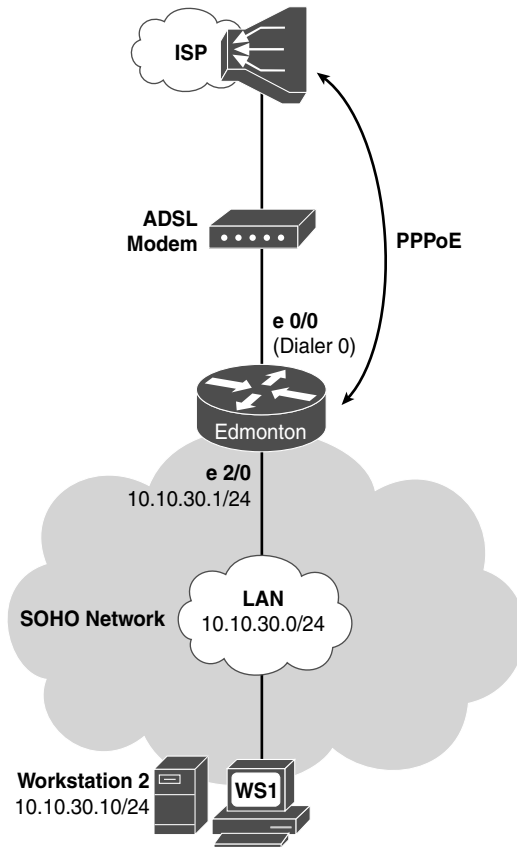 ISP
ADSL
Modem
PPPoE
e 0/0
(Dialer 0)
Edmonton
e 2/0
10.10.30.1/24
LAN
10.10.30.0/24
SOHO Network
Workstation 2
10.10.30.10/24
WS1